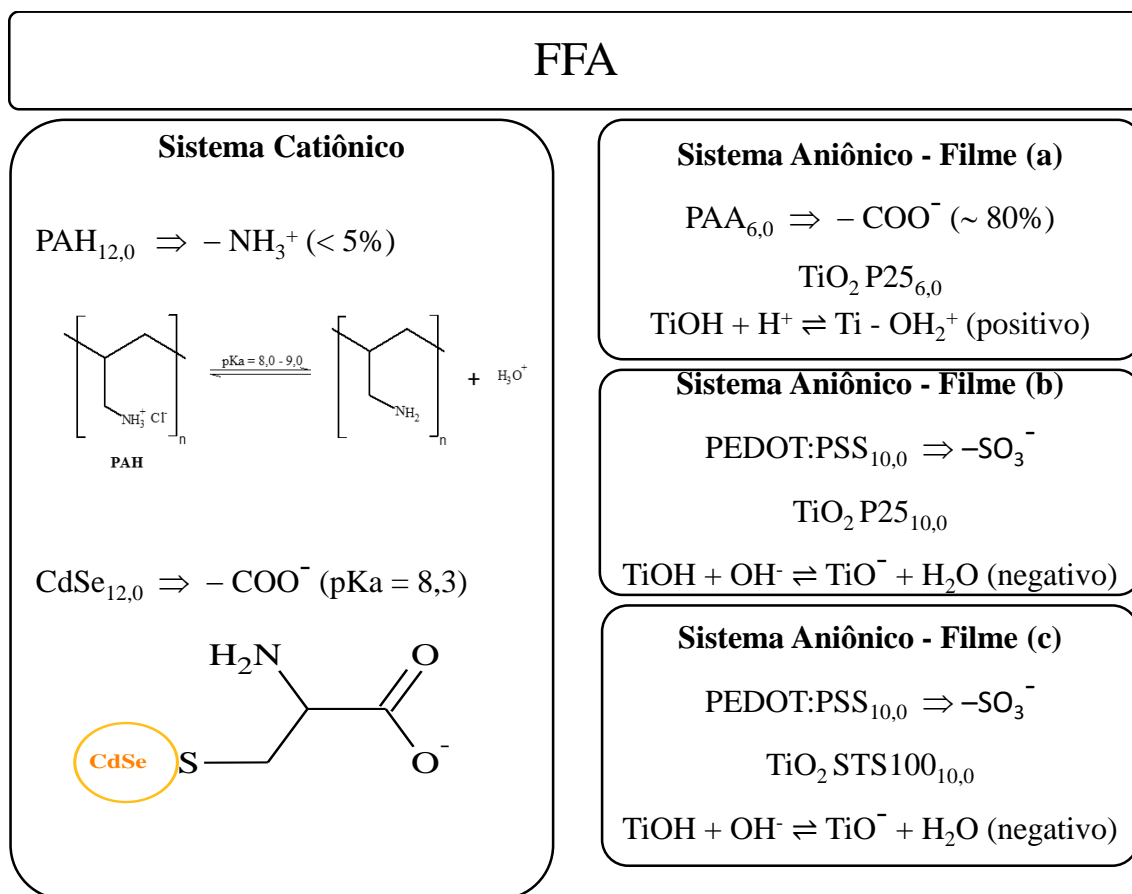 FFA
Sistema Catiônico
PAH12,0 ⇒ – NH3+ (< 5%)
pKa = 8,0 - 9,0
NH3+ Cl-
n
PAH
NH2
n
+ H3O+
CdSe12,0 ⇒ – COO- (pKa = 8,3)
H2N
O
CdSe
S
O-
Sistema Aniônico - Filme (a)
PAA6,0 ⇒ – COO- (~ 80%)
TiO2 P256,0
TiOH + H+ ⇌ Ti - OH2+ (positivo)
Sistema Aniônico - Filme (b)
PEDOT:PSS10,0 ⇒ –SO3-
TiO2 P2510,0
TiOH + OH- ⇌ TiO- + H2O (negativo)
Sistema Aniônico - Filme (c)
PEDOT:PSS10,0 ⇒ –SO3-
TiO2 STS10010,0
TiOH + OH- ⇌ TiO- + H2O (negativo)